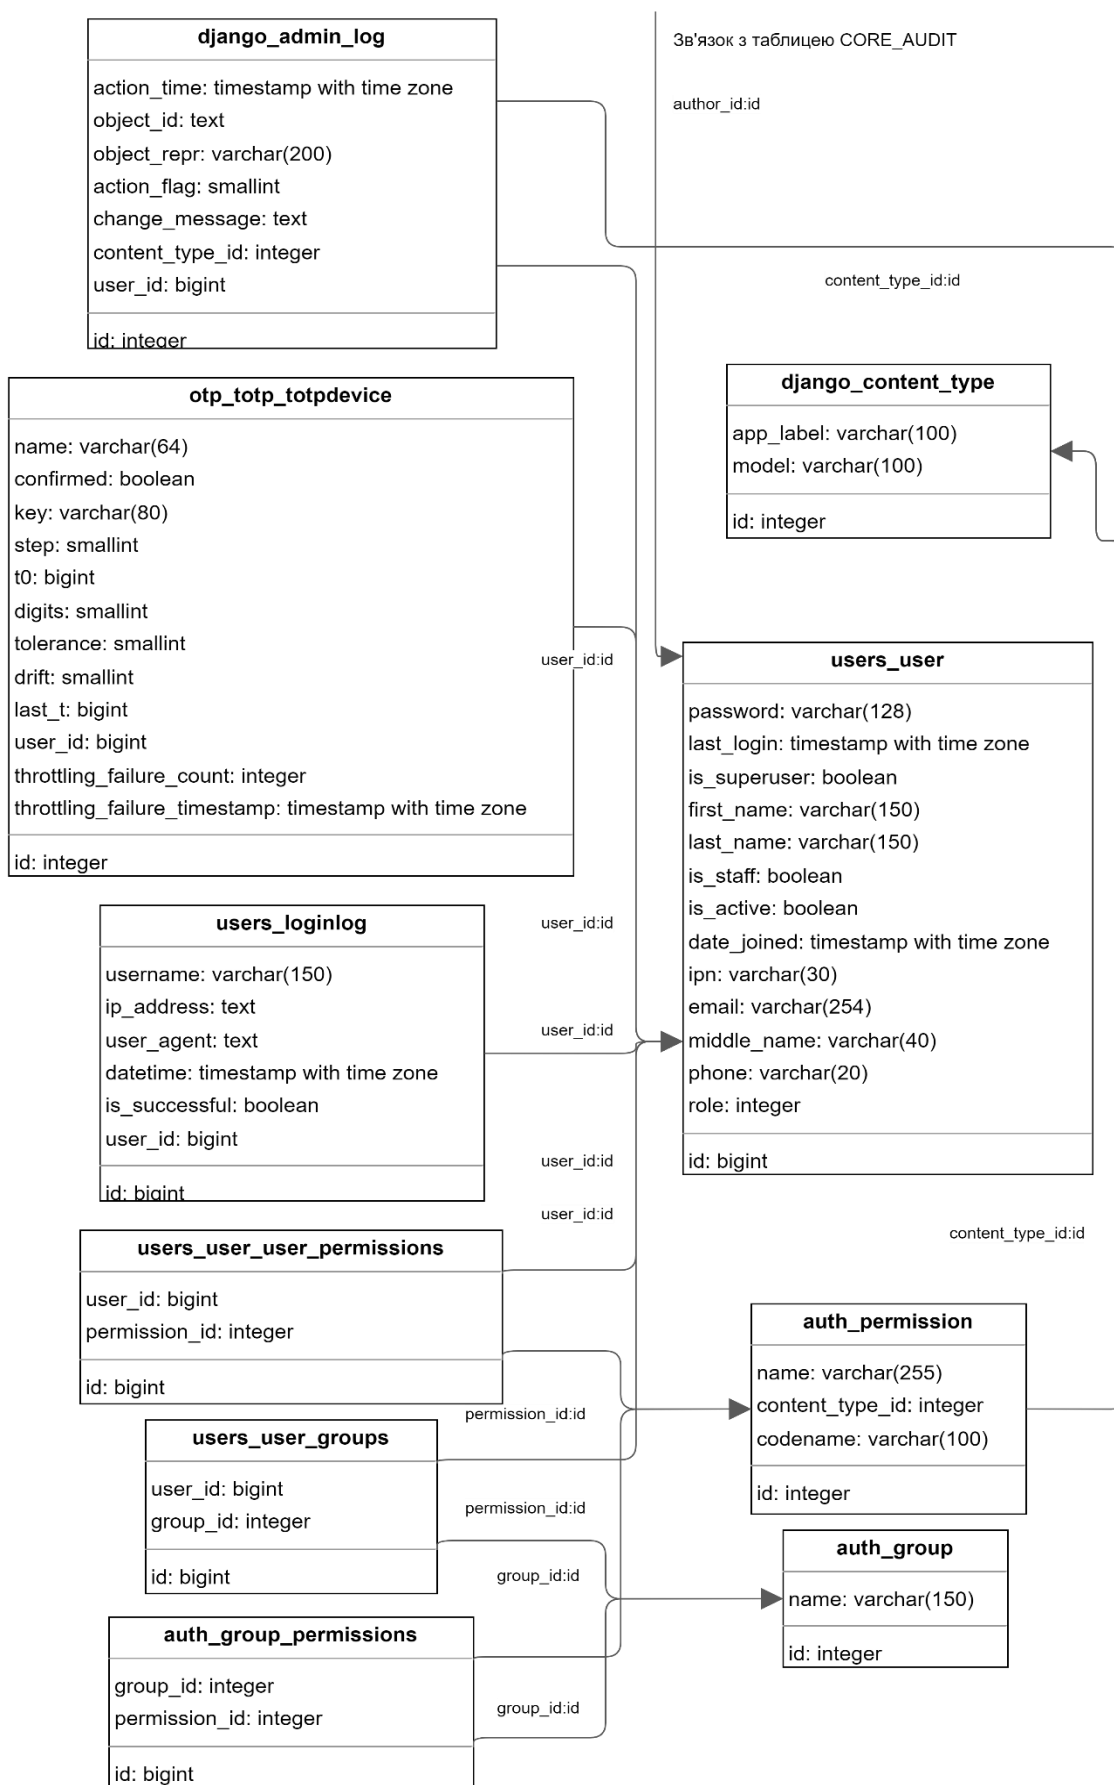 django_admin_log
action_time: timestamp with time zone
object_id: text
object_repr: varchar(200)
action_flag: smallint
change_message: text
content_type_id: integer
user_id: bigint
id: integer
Зв'язок з таблицею CORE_AUDIT
author_id:id
content_type_id:id
otp_totp_totpdevice
name: varchar(64)
confirmed: boolean
key: varchar(80)
step: smallint
t0: bigint
digits: smallint
tolerance: smallint
drift: smallint
last_t: bigint
user_id: bigint
throttling_failure_count: integer
throttling_failure_timestamp: timestamp with time zone
id: integer
django_content_type
app_label: varchar(100)
model: varchar(100)
id: integer
user_id:id
users_user
password: varchar(128)
last_login: timestamp with time zone
is_superuser: boolean
first_name: varchar(150)
last_name: varchar(150)
is_staff: boolean
is_active: boolean
date_joined: timestamp with time zone
ipn: varchar(30)
email: varchar(254)
middle_name: varchar(40)
phone: varchar(20)
role: integer
id: bigint
users_loginlog
username: varchar(150)
ip_address: text
user_agent: text
datetime: timestamp with time zone
is_successful: boolean
user_id: bigint
id: bigint
user_id:id
user_id:id
user_id:id
user_id:id
content_type_id:id
users_user_user_permissions
user_id: bigint
permission_id: integer
id: bigint
auth_permission
name: varchar(255)
content_type_id: integer
codename: varchar(100)
id: integer
permission_id:id
users_user_groups
user_id: bigint
group_id: integer
id: bigint
permission_id:id
group_id:id
auth_group
name: varchar(150)
id: integer
auth_group_permissions
group_id: integer
permission_id: integer
id: bigint
group_id:id